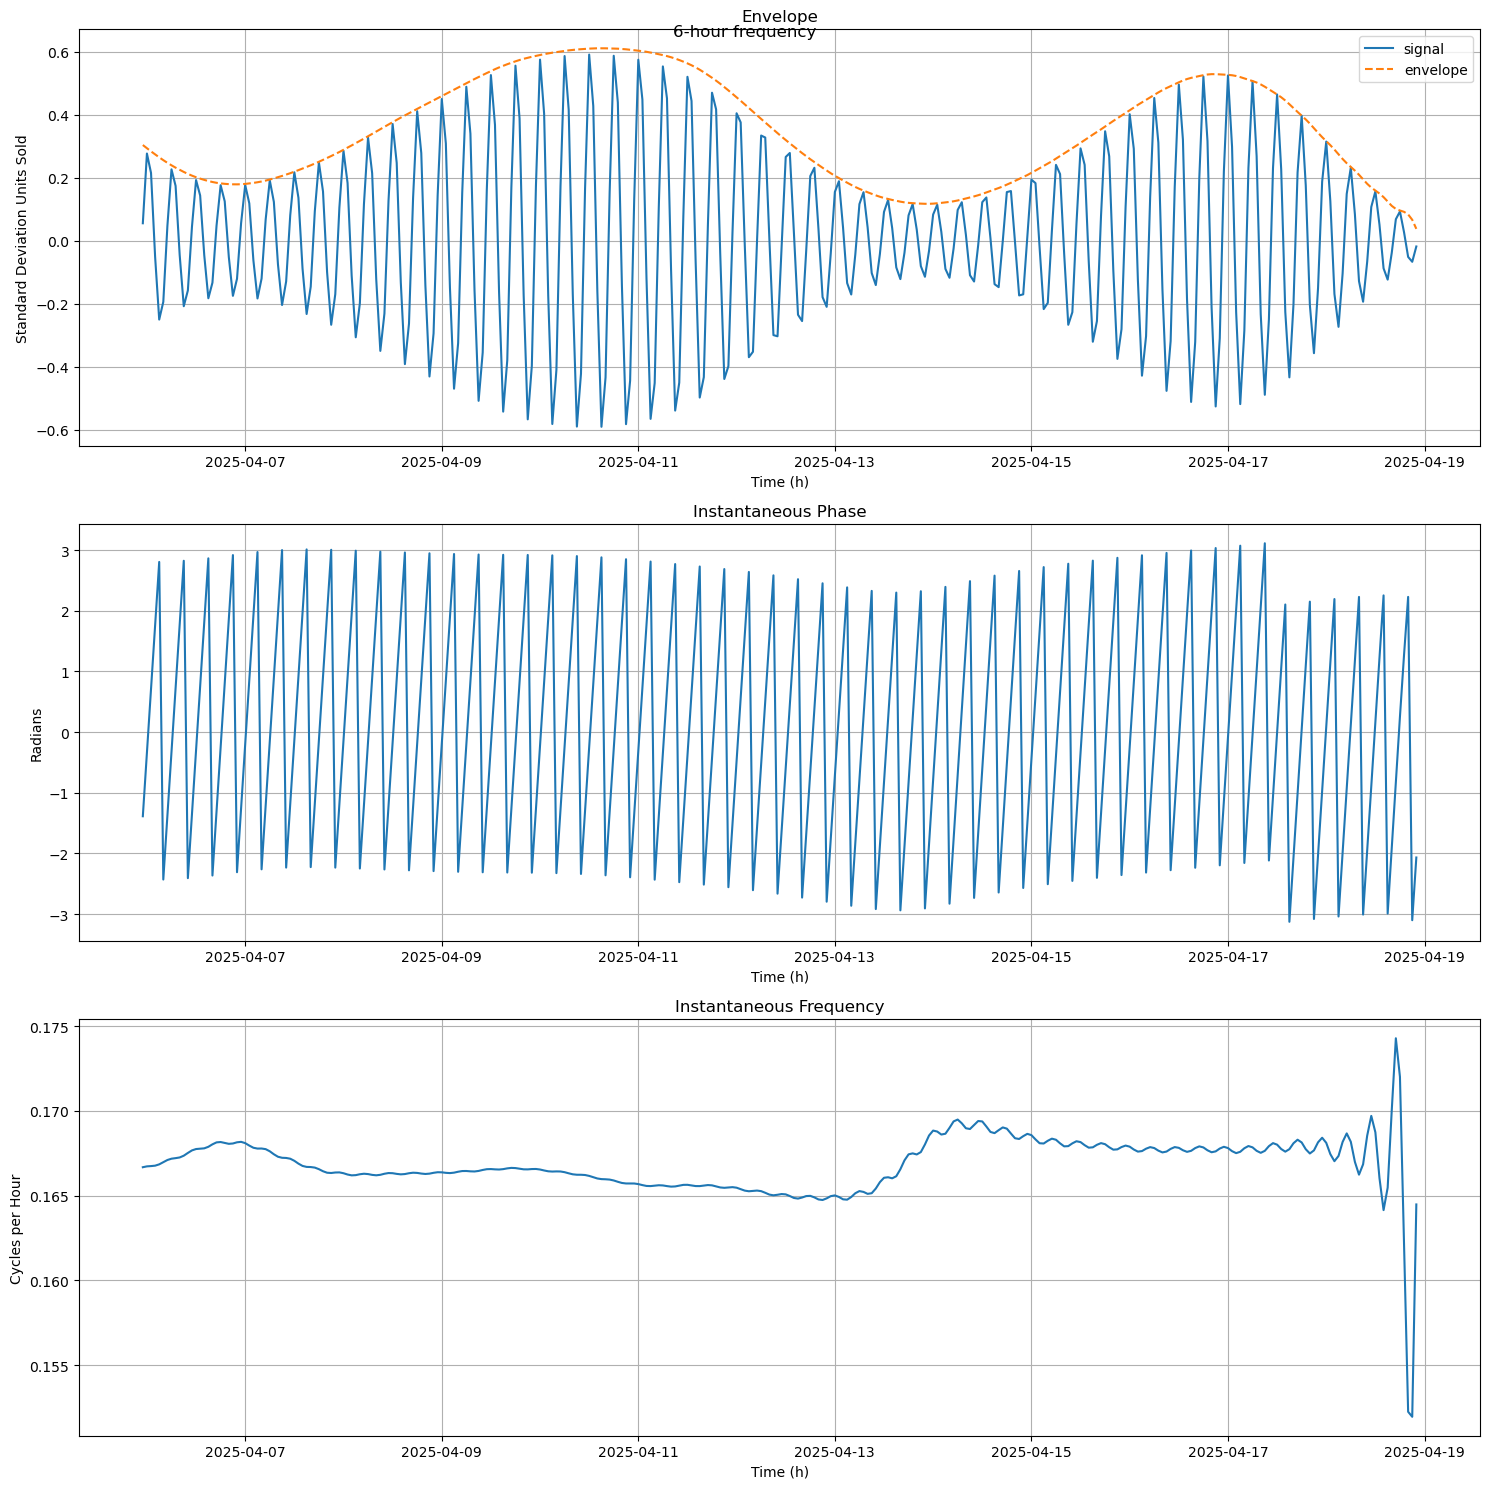 Envelope
6-hour frequency
signal
envelope
Standard Deviation Units Sold
0.6
0.4
0.2
0.0
−0.2
−0.4
−0.6
2025-04-07 2025-04-09 2025-04-11 2025-04-13 2025-04-15 2025-04-17 2025-04-19
Time (h)
Instantaneous Phase
Radians
3
2
1
0
−1
−2
−3
2025-04-07 2025-04-09 2025-04-11 2025-04-13 2025-04-15 2025-04-17 2025-04-19
Time (h)
Instantaneous Frequency
Cycles per Hour
0.175
0.170
0.165
0.160
0.155
2025-04-07 2025-04-09 2025-04-11 2025-04-13 2025-04-15 2025-04-17 2025-04-19
Time (h)